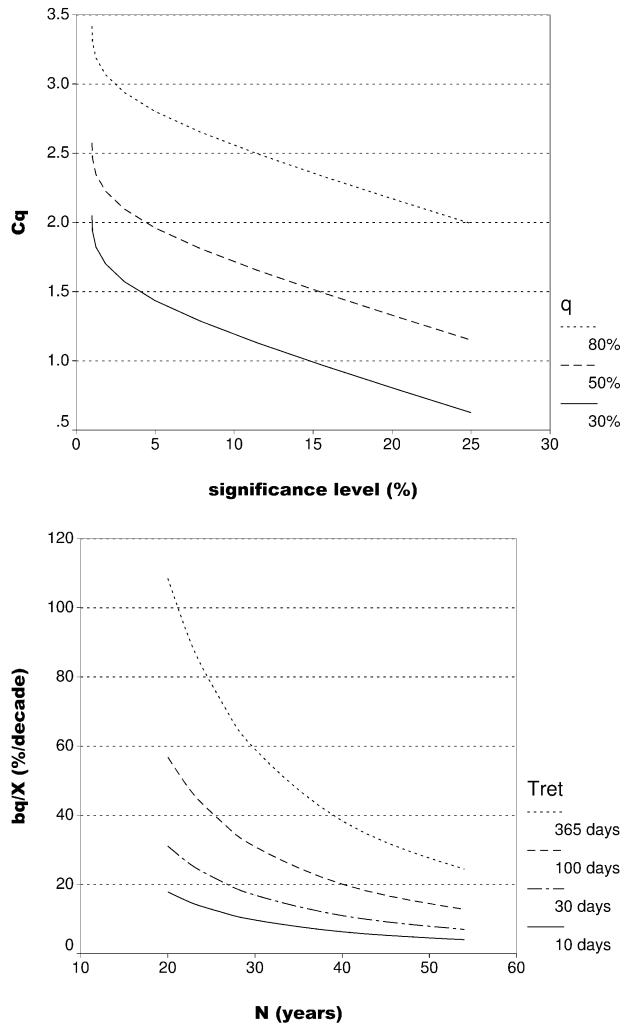 3.5
3.0
2.5
2.0
1.5
1.0
.5
Cq
0 5 10 15 20 25 30
significance level (%)
q
80%
50%
30%
120
100
80
60
40
20
0
bq/X (%/decade)
10 20 30 40 50 60
N (years)
Tret
365 days
100 days
30 days
10 days